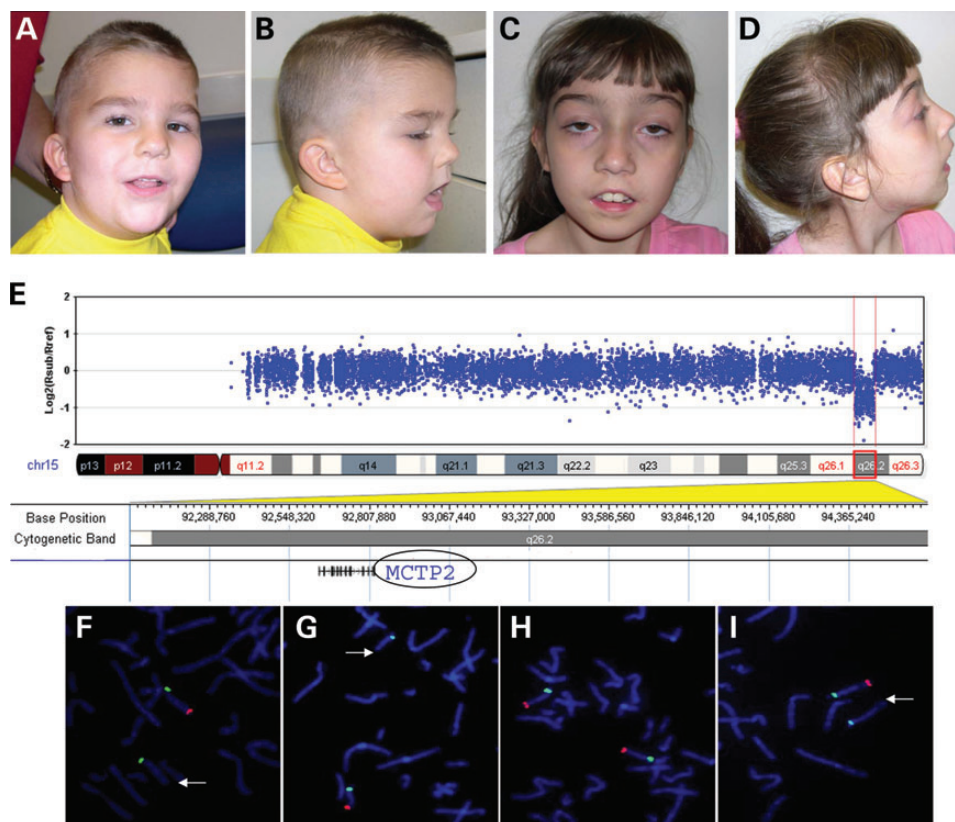 A B C D
E
2
1
0
-1
-2
Log2(Rsub/Rref)
chr15 p13 p12 p11.2 q11.2 q14 q21.1 q21.3 q22.2 q23 q25.3 q26.1 q26.2 q26.3
Base Position 92,288,760 92,548,320 92,807,880 93,067,440 93,327,000 93,586,560 93,846,120 94,105,680 94,365,240
Cytogenetic Band q26.2
MCTP2
F G H I